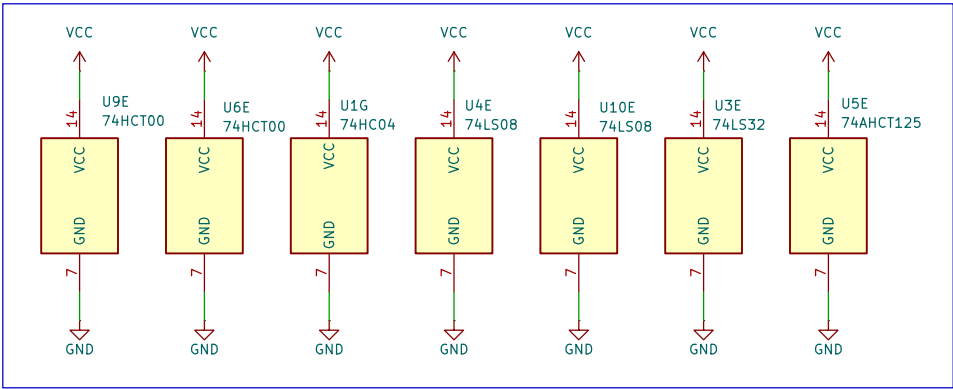 VCC VCC VCC VCC VCC VCC VCC
U9E U6E U1G U4E U10E U3E U5E
74HCT00 74HCT00 74HC04 74LS08 74LS08 74LS32 74AHCT125
14 14 14 14 14 14 14
VCC VCC VCC VCC VCC VCC VCC
GND GND GND GND GND GND GND
7 7 7 7 7 7 7
GND GND GND GND GND GND GND